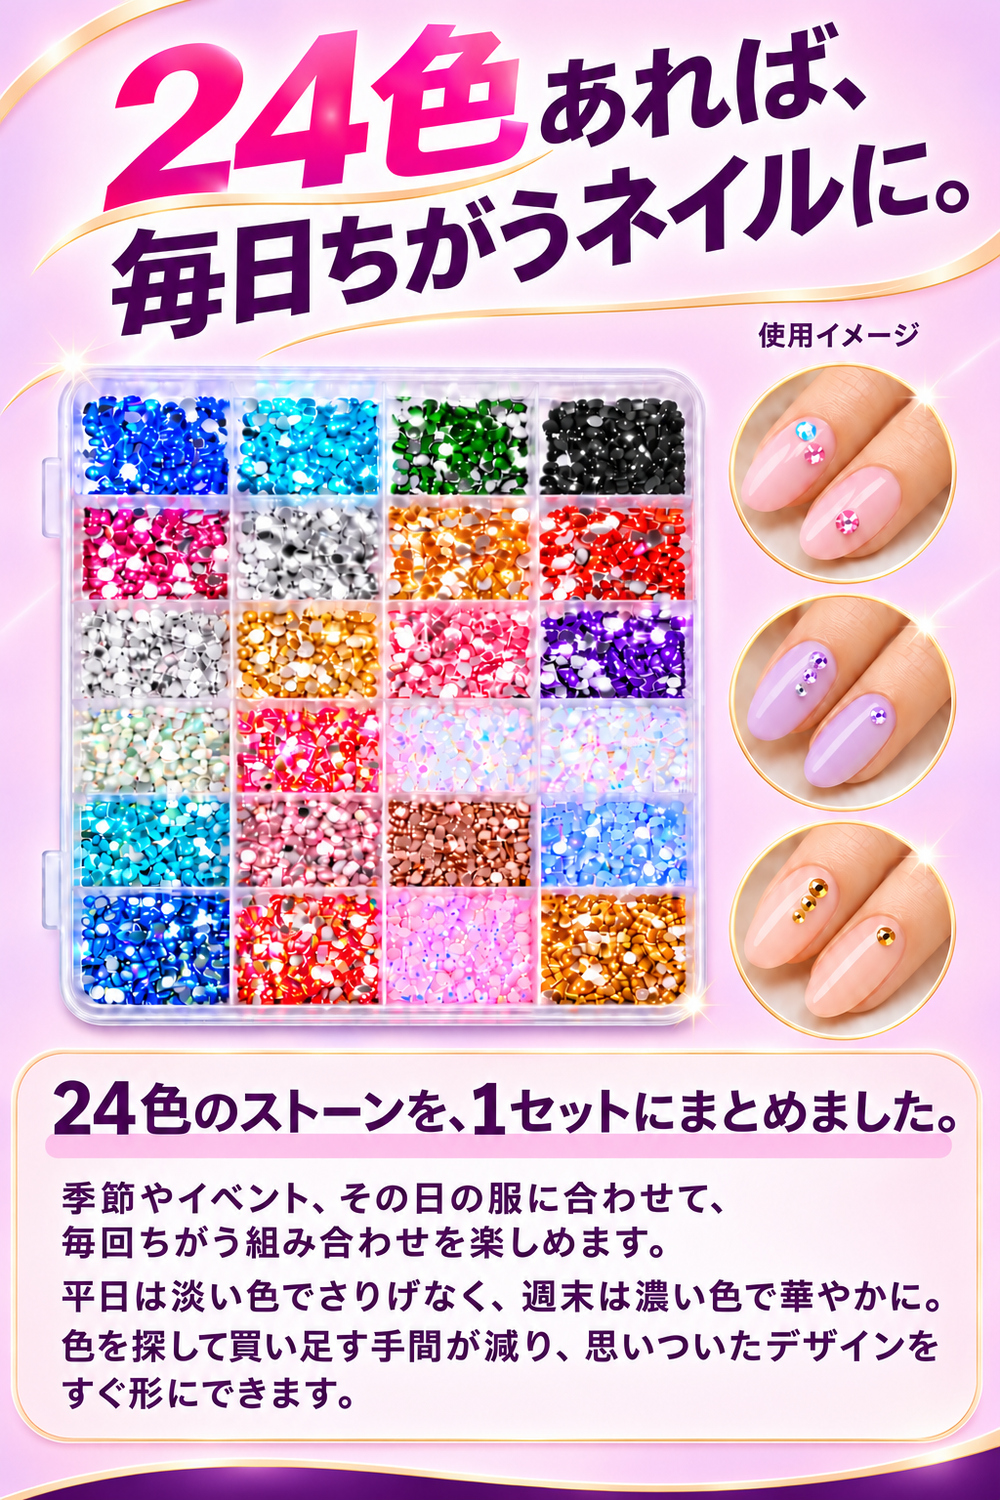 24色あれば、
毎日ちがうネイルに。
使用イメージ
24色のストーンを、1セットにまとめました。
季節やイベント、その日の服に合わせて、
毎回ちがう組み合わせを楽しめます。
平日は淡い色でさりげなく、週末は濃い色で華やかに。
色を探して買い足す手間が減り、思いついたデザインを
すぐ形にできます。